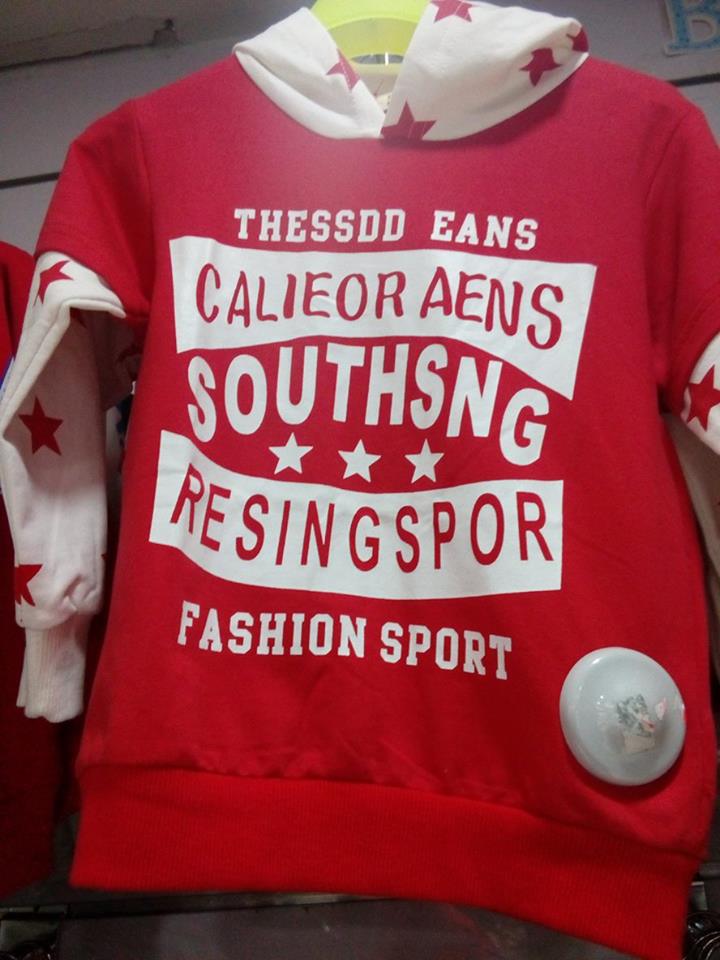 THESSDD EANS
CALIEOR AENS
SOUTHSNG
RESINGSPOR
FASHION SPORT
B